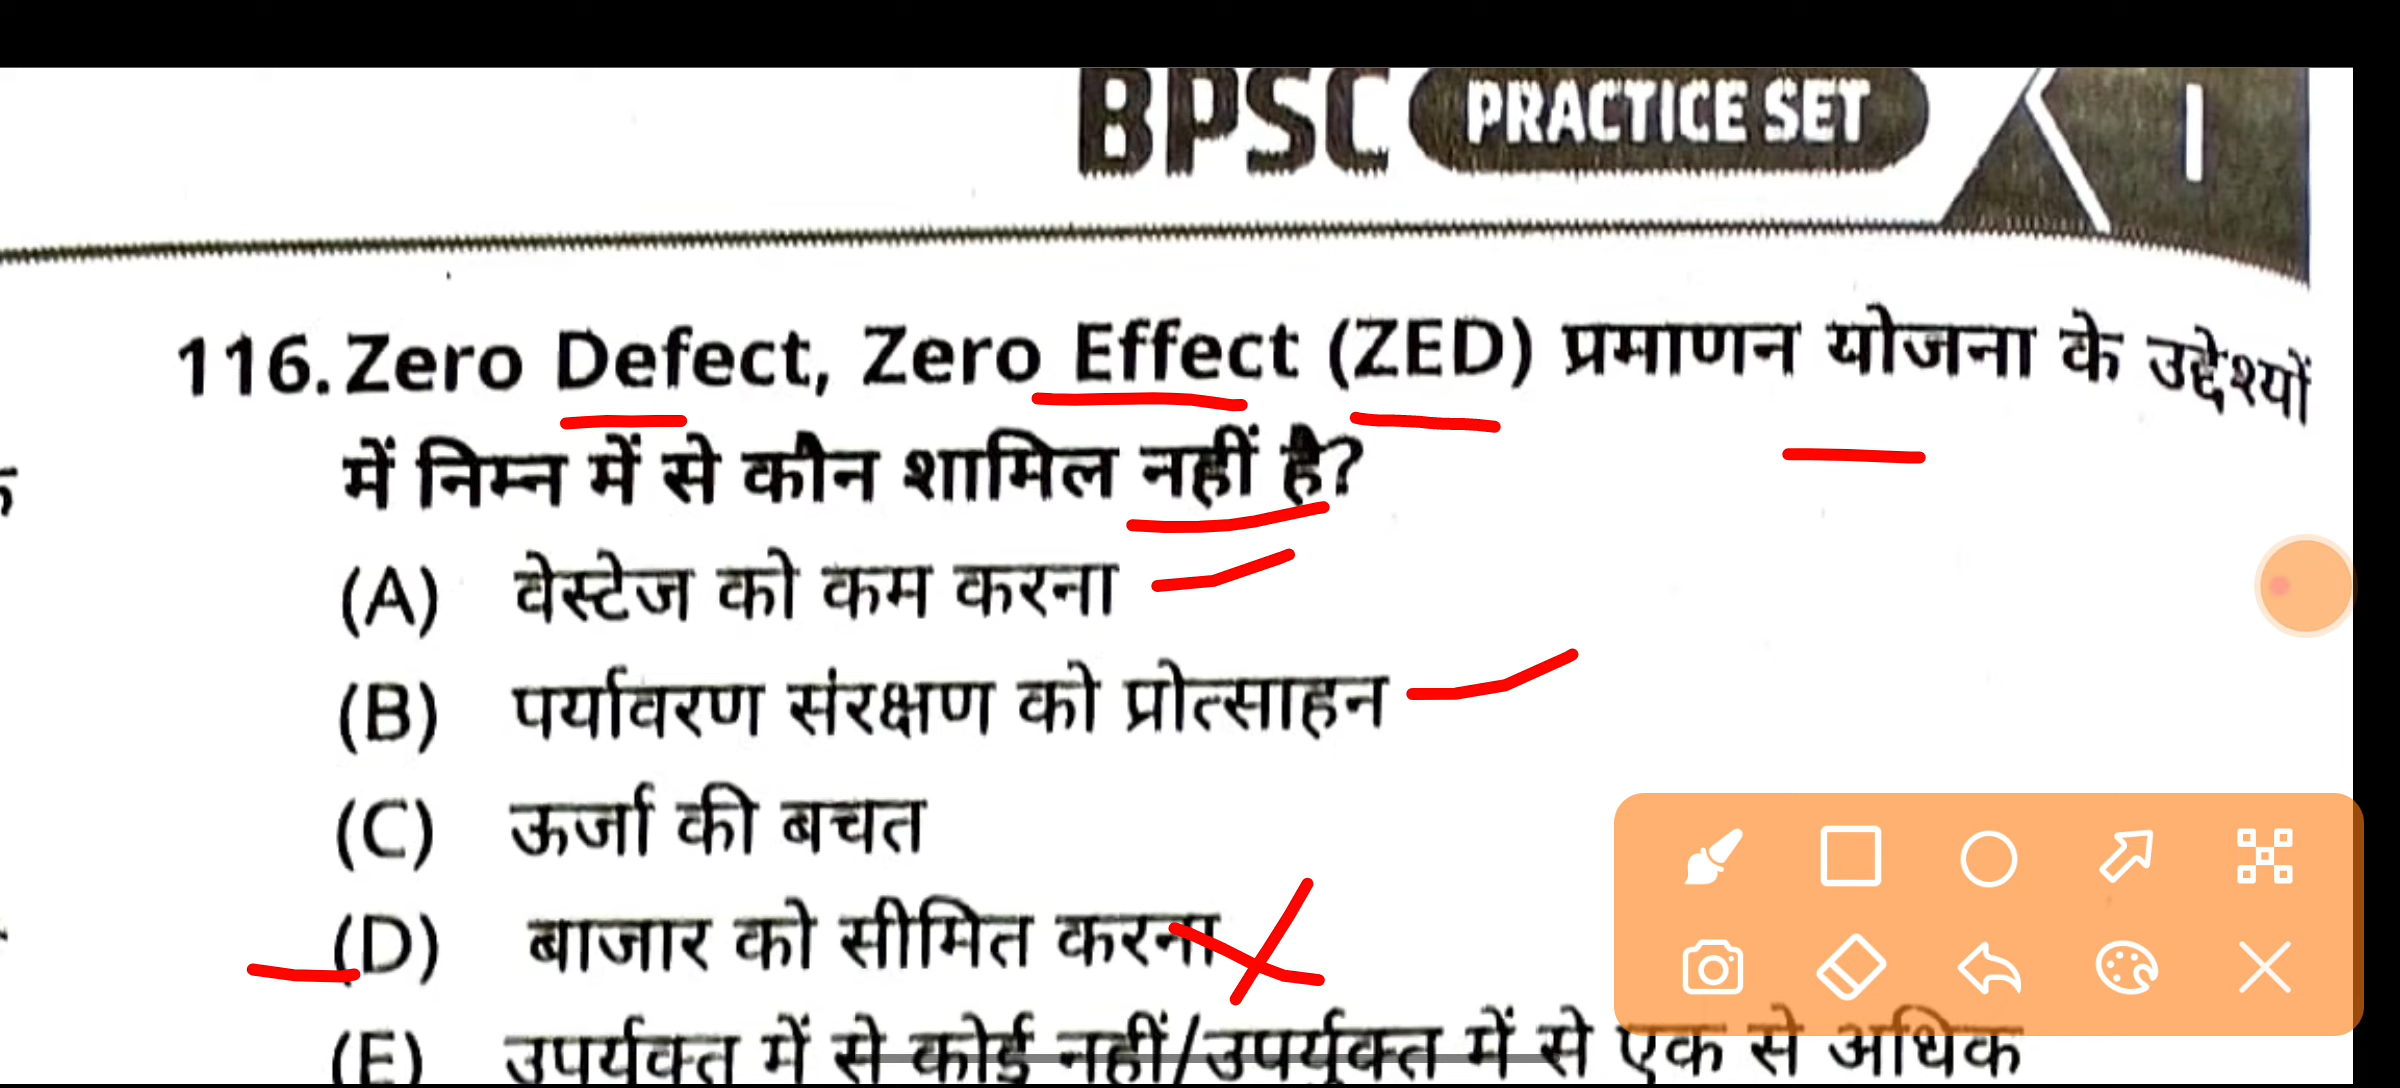 BPSC PRACTICE SET 1
116. Zero Defect, Zero Effect (ZED) प्रमाणन योजना के उद्देश्यों
में निम्न में से कौन शामिल नहीं है?
(A) वेस्टेज को कम करना
(B) पर्यावरण संरक्षण को प्रोत्साहन
(C) ऊर्जा की बचत
(D) बाजार को सीमित करना
(E) उपर्युक्त में से कोई नहीं/उपर्युक्त में से एक से अधिक